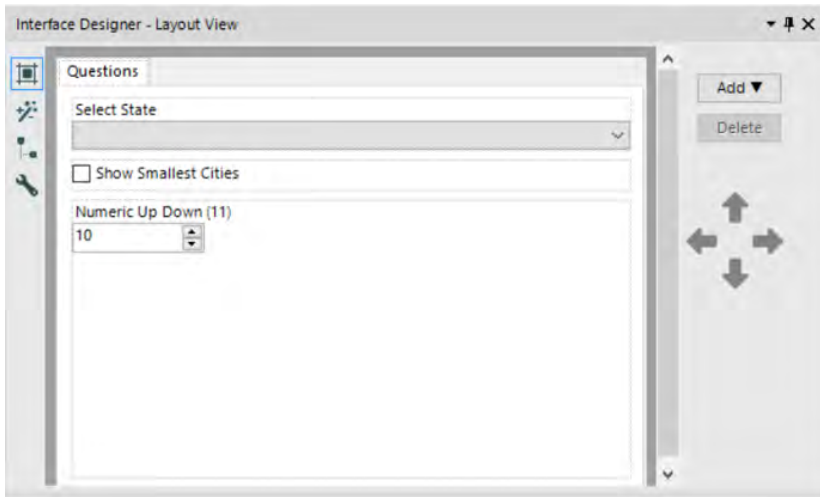 Interface Designer - Layout View
Questions
Add ▼
Select State
Delete
Show Smallest Cities
Numeric Up Down (11)
10